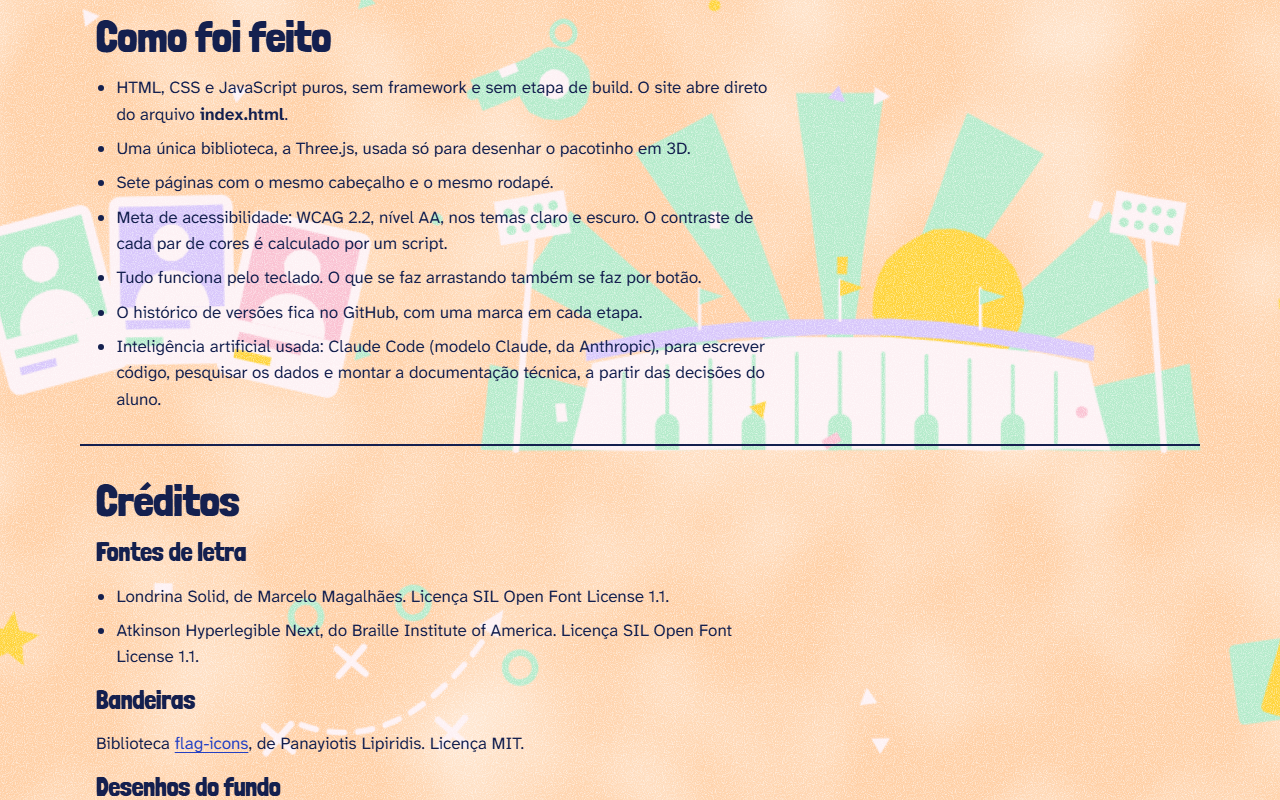 Como foi feito
HTML, CSS e JavaScript puros, sem framework e sem etapa de build. O site abre direto
do arquivo index.html.
Uma única biblioteca, a Three.js, usada só para desenhar o pacotinho em 3D.
Sete páginas com o mesmo cabeçalho e o mesmo rodapé.
Meta de acessibilidade: WCAG 2.2, nível AA, nos temas claro e escuro. O contraste de
cada par de cores é calculado por um script.
Tudo funciona pelo teclado. O que se faz arrastando também se faz por botão.
O histórico de versões fica no GitHub, com uma marca em cada etapa.
Inteligência artificial usada: Claude Code (modelo Claude, da Anthropic), para escrever
código, pesquisar os dados e montar a documentação técnica, a partir das decisões do
aluno.
Créditos
Fontes de letra
Londrina Solid, de Marcelo Magalhães. Licença SIL Open Font License 1.1.
Atkinson Hyperlegible Next, do Braille Institute of America. Licença SIL Open Font
License 1.1.
Bandeiras
Biblioteca flag-icons, de Panayiotis Lipiridis. Licença MIT.
Desenhos do fundo